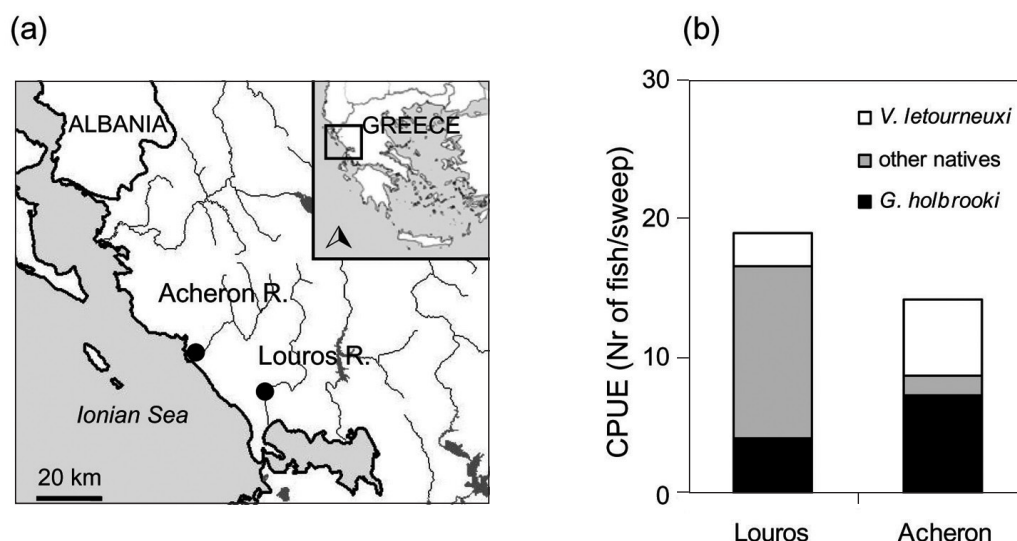 (a)
ALBANIA
GREECE
Acheron R.
Louros R.
Ionian Sea
20 km
(b)
30
20
10
0
CPUE (Nr of fish/sweep)
V. letourneuxi
other natives
G. holbrooki
Louros
Acheron